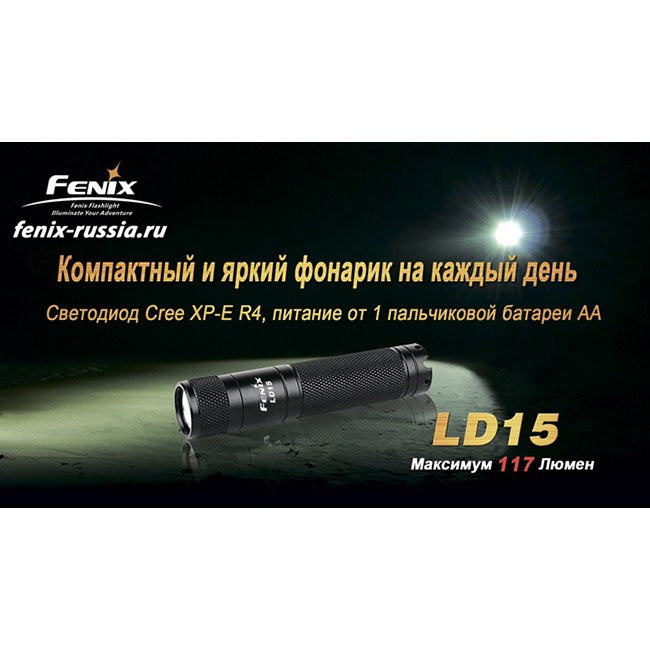 FENIX
Fenix Flashlight
Illuminate Your Adventure
fenix-russia.ru
Компактный и яркий фонарик на каждый день
Светодиод Cree XP-E R4, питание от 1 пальчиковой батареи АА
FENIX
LD15
LD15
Максимум 117 Люмен